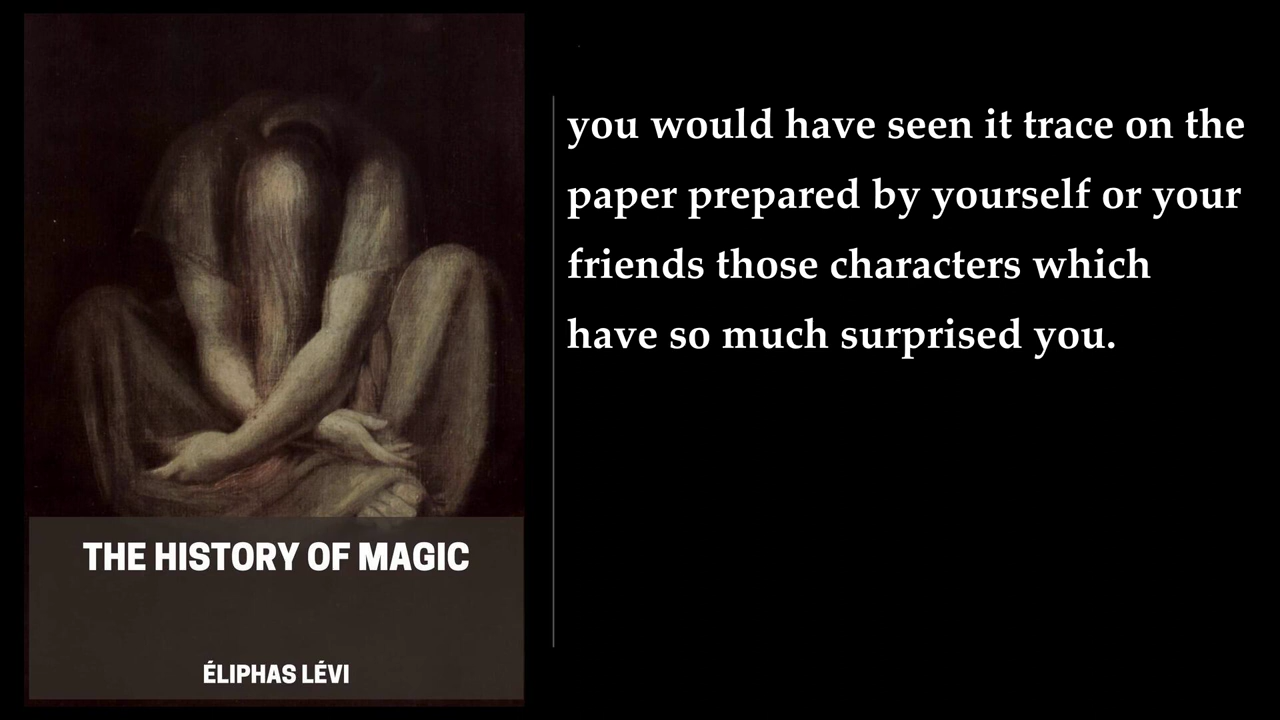 you would have seen it trace on the
paper prepared by yourself or your
friends those characters which
have so much surprised you.
THE HISTORY OF MAGIC
ÉLIPHAS LÉVI